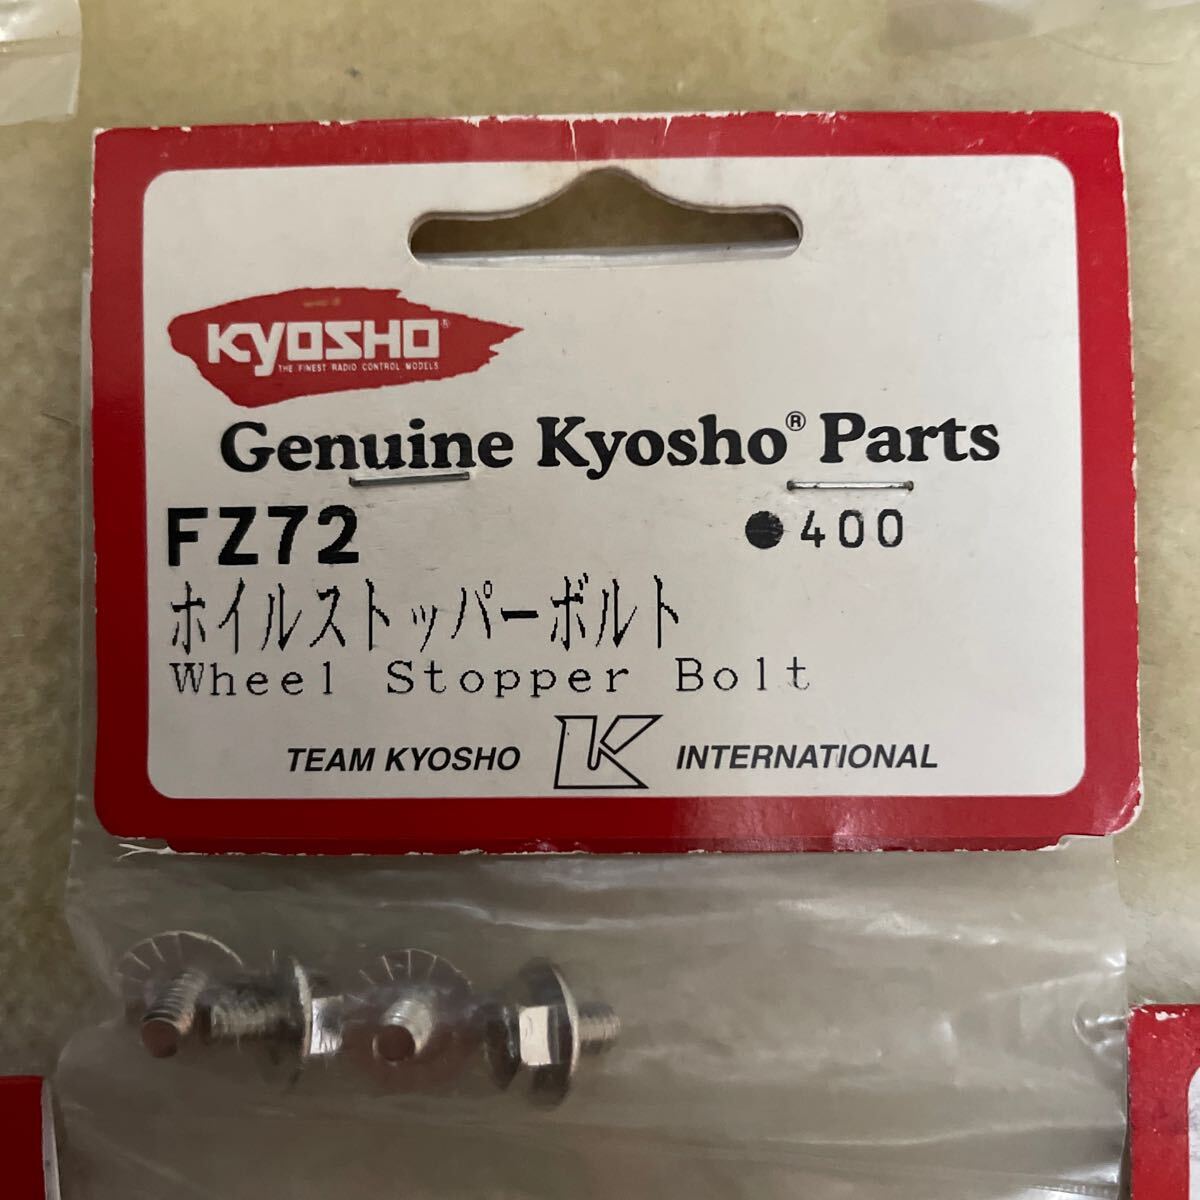 KYOSHO®
THE FINEST RADIO CONTROL MODELS
Genuine Kyosho® Parts
FZ72 ●400
ホイルストッパーボルト
Wheel Stopper Bolt
TEAM KYOSHO K INTERNATIONAL